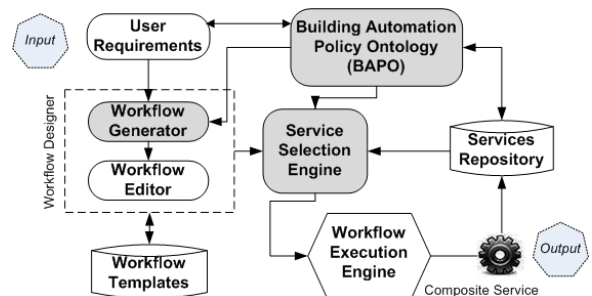 Input
User
Requirements
Building Automation
Policy Ontology
(BAPO)
Workflow Designer
Workflow
Generator
Workflow
Editor
Service
Selection
Engine
Services
Repository
Workflow
Templates
Workflow
Execution
Engine
Composite Service
Output